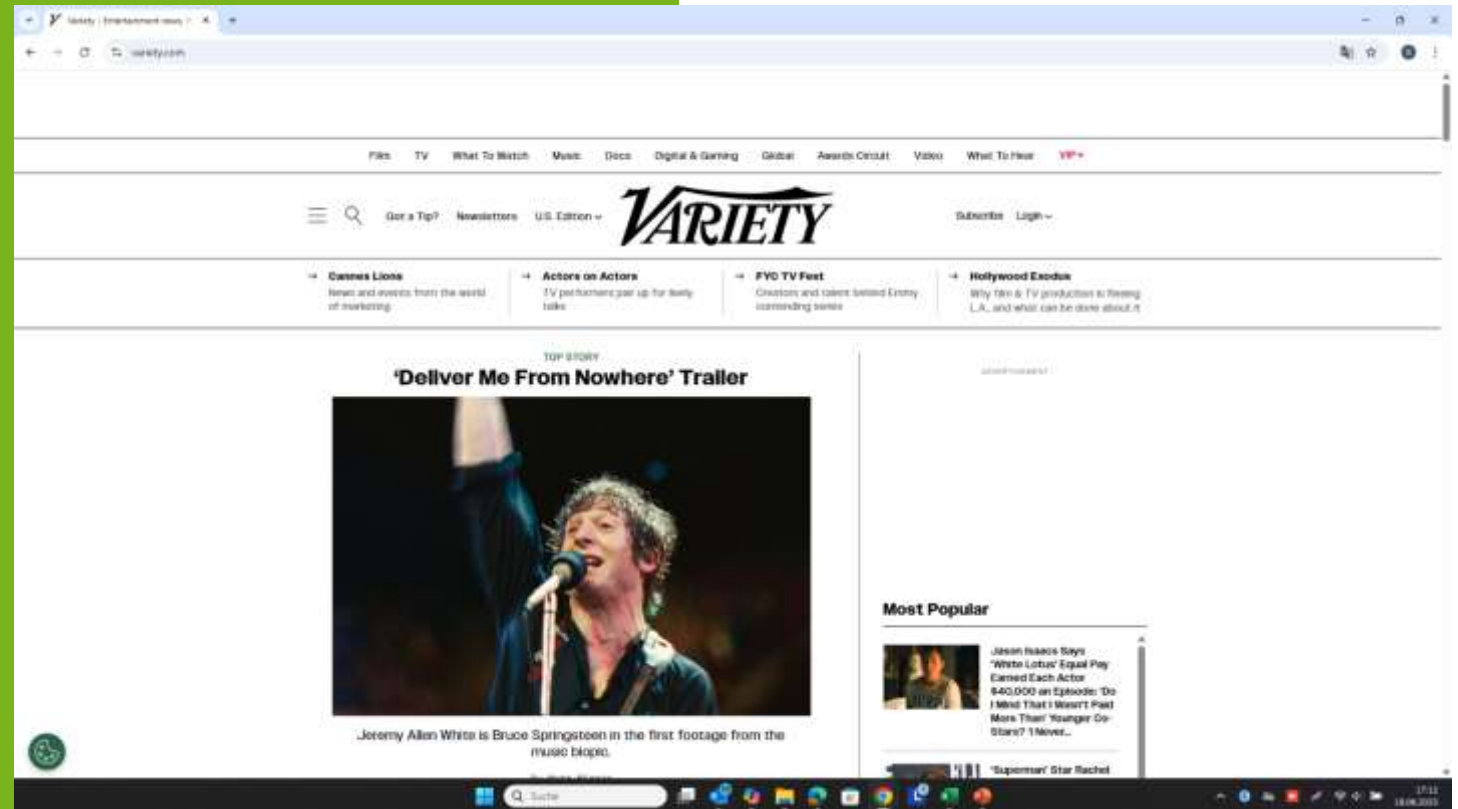 Variety | Entertainment news,
variety.com
Film TV What To Watch Music Docs Digital & Gaming Global Awards Circuit Video What To Hear VIP+
Got a Tip? Newsletters U.S. Edition
VARIETY
Subscribe Login
→ Cannes Lions
News and events from the world
of marketing
→ Actors on Actors
TV performers pair up for lively
talks
→ FYC TV Fest
Creators and talent behind Emmy
contending series
→ Hollywood Exodus
Why film & TV production is fleeing
L.A., and what can be done about it
TOP STORY
‘Deliver Me From Nowhere’ Trailer
Jeremy Allen White is Bruce Springsteen in the first footage from the
music biopic.
ADVERTISEMENT
Most Popular
Jason Isaacs Says
‘White Lotus’ Equal Pay
Earned Each Actor
$40,000 an Episode: ‘Do
I Mind That I Wasn’t Paid
More Than’ Younger Co-
Stars? ‘I Never...
‘Superman’ Star Rachel
Suche
17:12